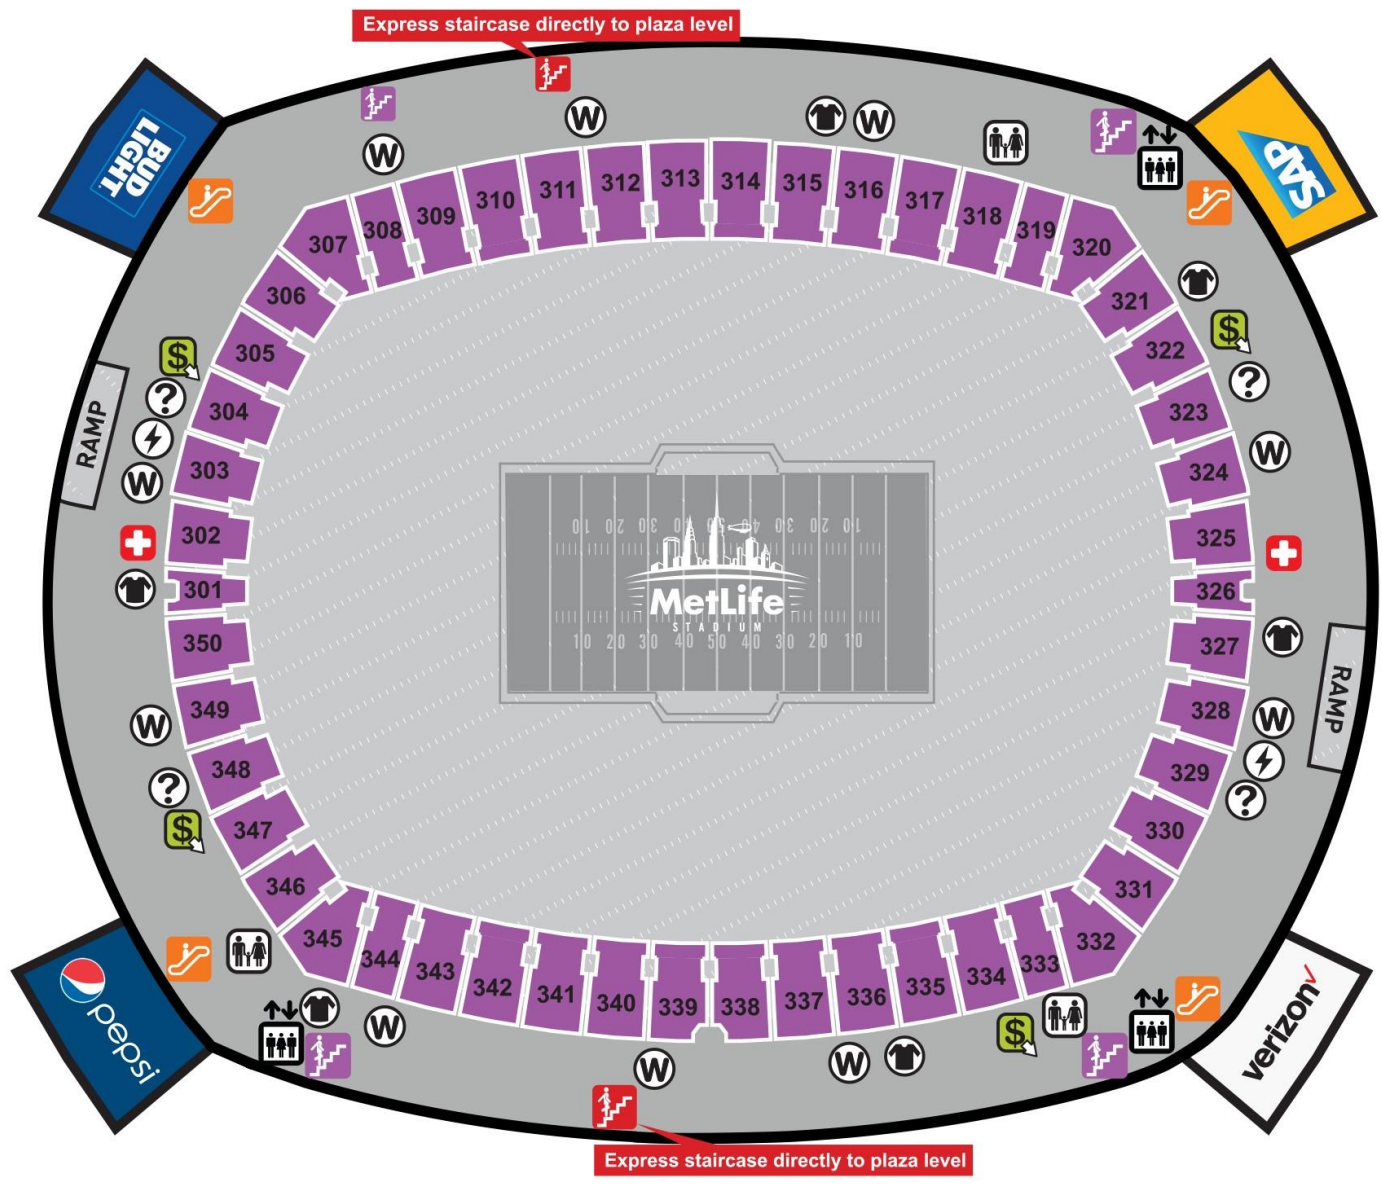 Express staircase directly to plaza level
BUD
LIGHT
SAP
W
W
W
307
308
309
310
311
312
313
314
315
316
317
318
319
320
306
321
305
322
$
$
?
?
304
323
RAMP
W
303
324
W
302
325
301
326
350
327
RAMP
349
328
W
W
348
329
?
?
347
330
$
346
331
345
344
343
342
341
340
339
338
337
336
335
334
333
332
10 20 30 40 50 40 30 20 10
MetLife
STADIUM
10 20 30 40 50 40 30 20 10
pepsi
verizon
W
W
W
$
Express staircase directly to plaza level